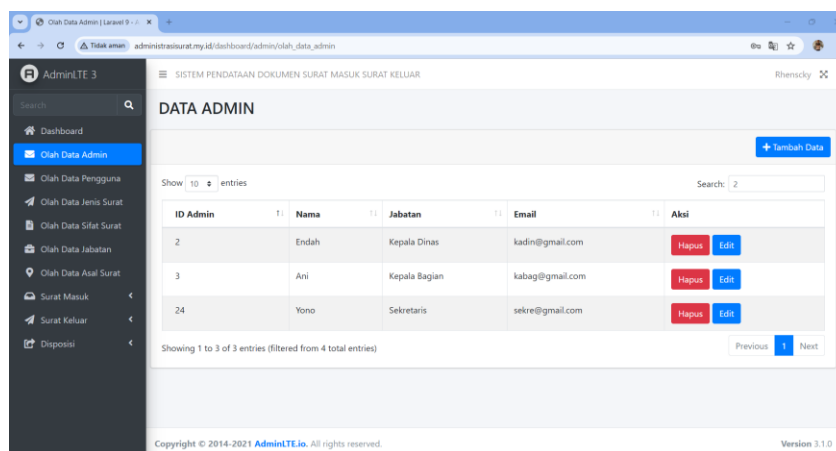 Olah Data Admin | Laravel 9 - A
Tidak aman administrasisurat.my.id/dashboard/admin/olah_data_admin
AdminLTE 3
SISTEM PENDATAAN DOKUMEN SURAT MASUK SURAT KELUAR
Rhenscky
Search
DATA ADMIN
Dashboard
Olah Data Admin
Olah Data Pengguna
Olah Data Jenis Surat
Olah Data Sifat Surat
Olah Data Jabatan
Olah Data Asal Surat
Surat Masuk
Surat Keluar
Disposisi
Tambah Data
Show 10 entries
Search: 2
ID Admin Nama Jabatan Email Aksi
2 Endah Kepala Dinas kadin@gmail.com Hapus Edit
3 Ani Kepala Bagian kabag@gmail.com Hapus Edit
24 Yono Sekretaris sekre@gmail.com Hapus Edit
Showing 1 to 3 of 3 entries (filtered from 4 total entries)
Previous 1 Next
Copyright © 2014-2021 AdminLTE.io. All rights reserved.
Version 3.1.0